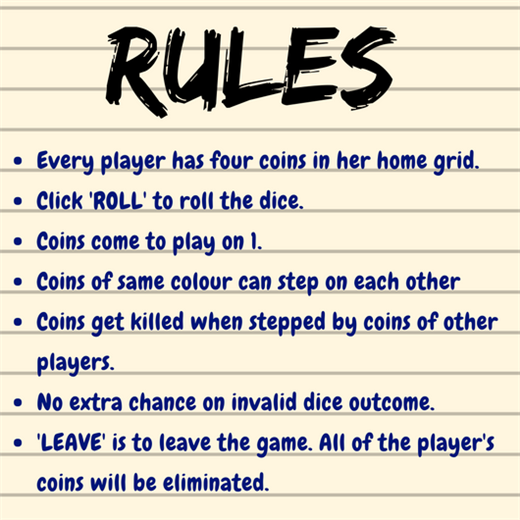 RULES
• Every player has four coins in her home grid.
• Click 'ROLL' to roll the dice.
• Coins come to play on 1.
• Coins of same colour can step on each other
• Coins get killed when stepped by coins of other
players.
• No extra chance on invalid dice outcome.
• 'LEAVE' is to leave the game. All of the player's
coins will be eliminated.